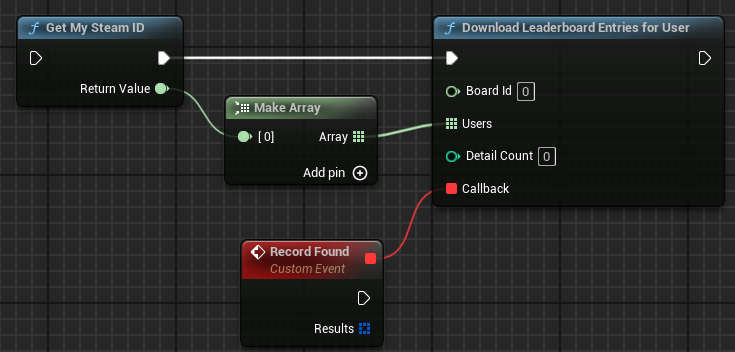 Get My Steam ID
Return Value
Make Array
[ 0]
Array
Add pin
Download Leaderboard Entries for User
Board Id 0
Users
Detail Count 0
Callback
Record Found
Custom Event
Results